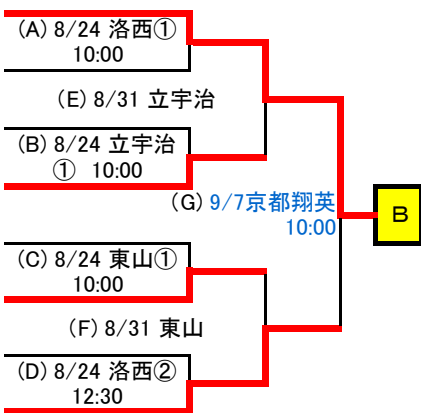 (A) 8/24 洛西①
10:00
(E) 8/31 立宇治
(B) 8/24 立宇治
① 10:00
(G) 9/7京都翔英
10:00
B
(C) 8/24 東山①
10:00
(F) 8/31 東山
(D) 8/24 洛西②
12:30